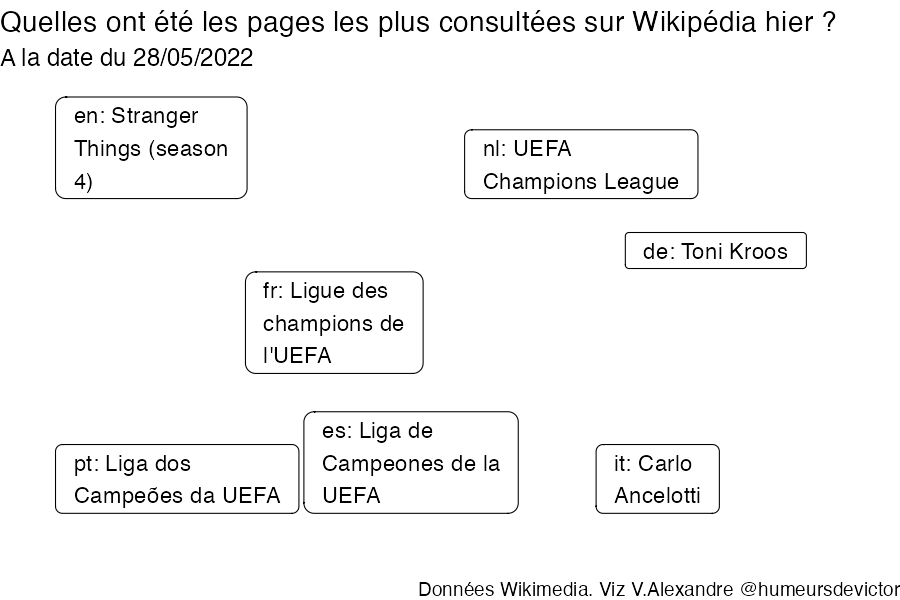 Quelles ont été les pages les plus consultées sur Wikipédia hier ?
A la date du 28/05/2022
en: Stranger
Things (season
4)
nl: UEFA
Champions League
de: Toni Kroos
fr: Ligue des
champions de
l'UEFA
pt: Liga dos
Campeões da UEFA
es: Liga de
Campeones de la
UEFA
it: Carlo
Ancelotti
Données Wikimedia. Viz V.Alexandre @humeursdevictor